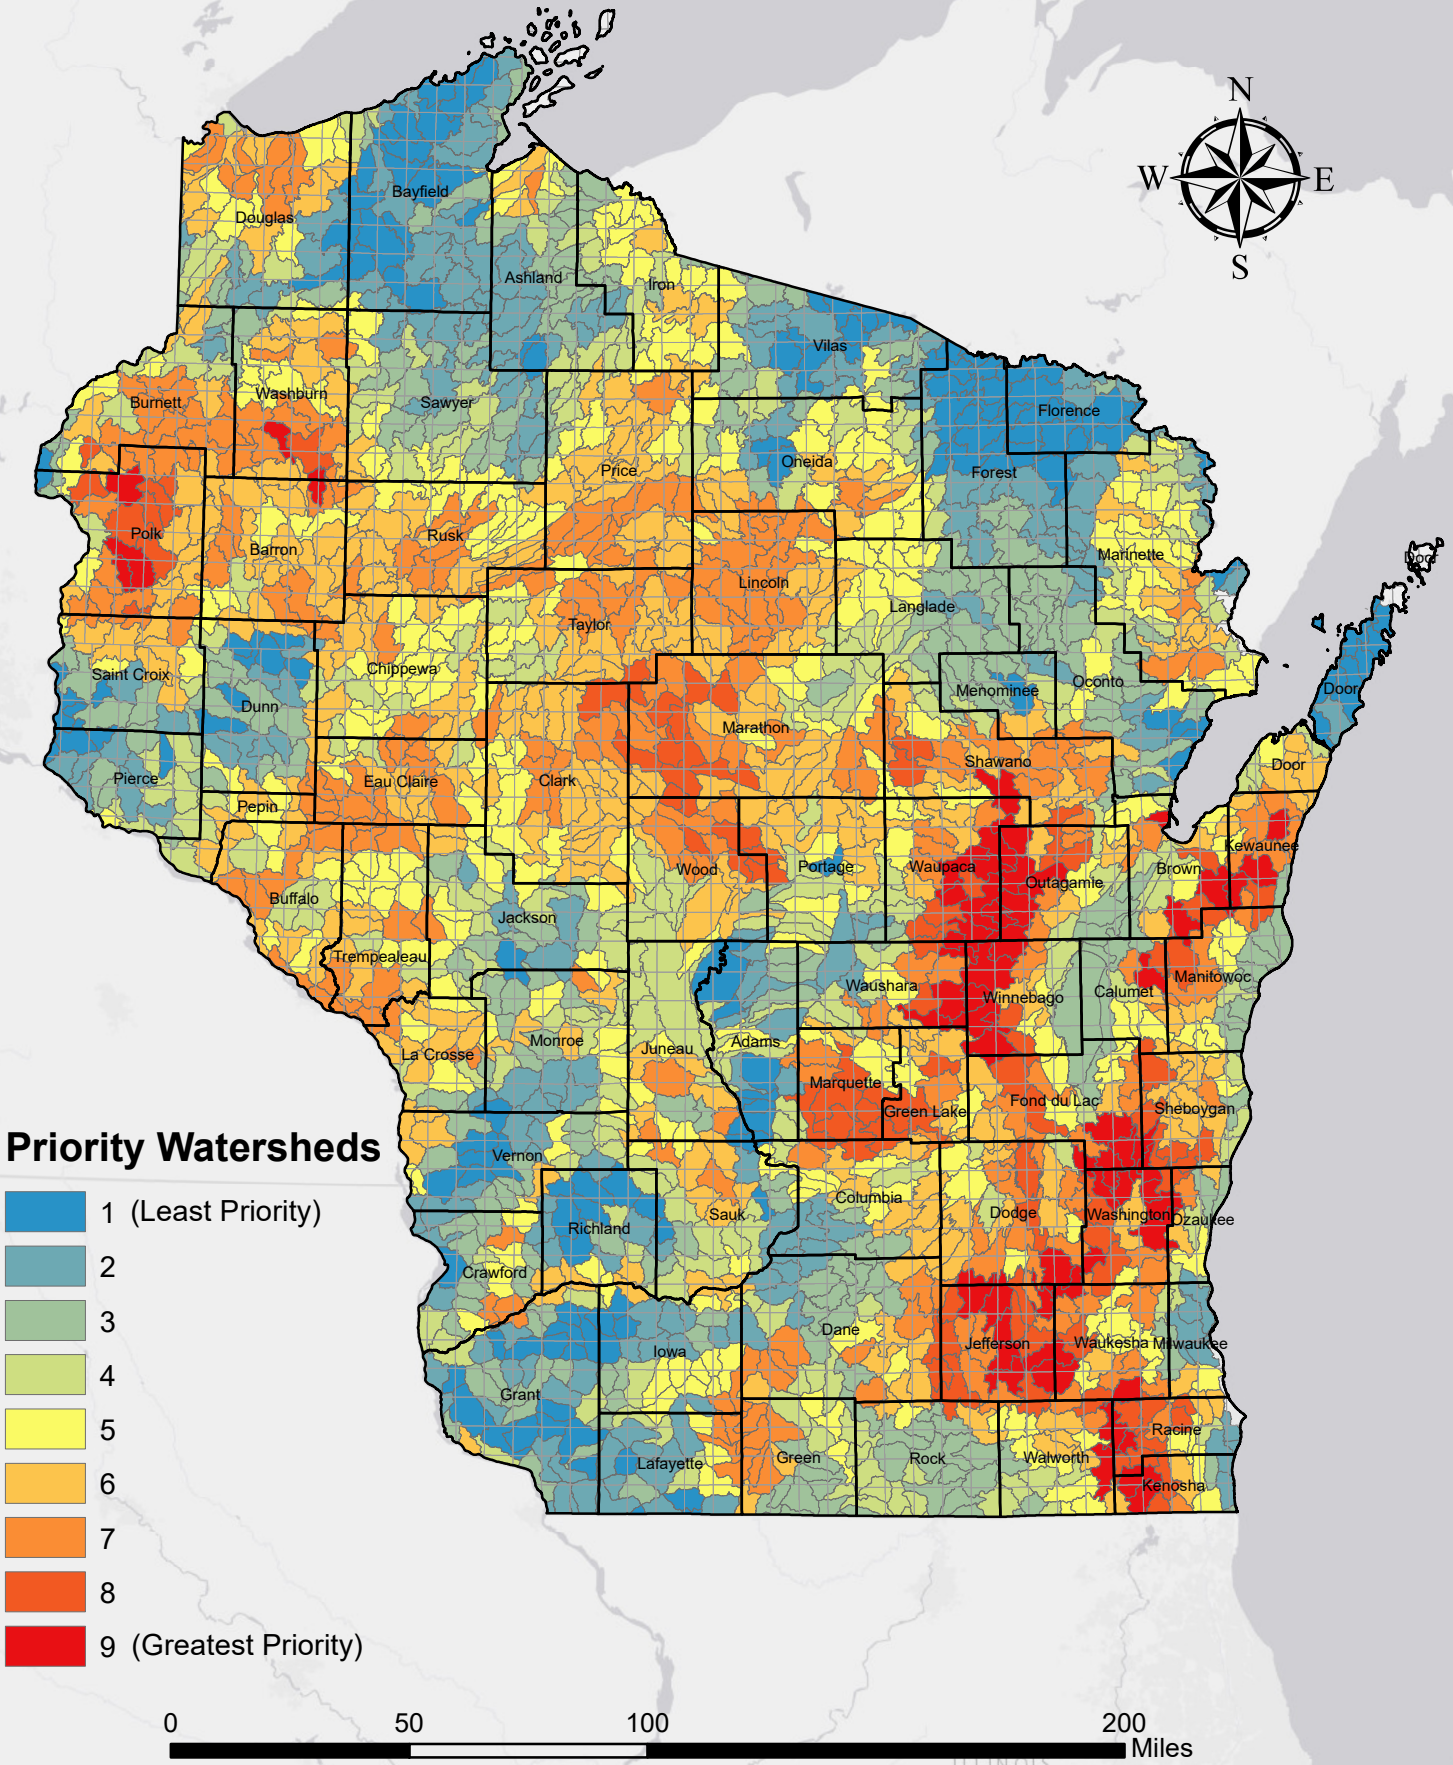 N
W E
S
Bayfield
Douglas
Ashland
Iron
Vilas
Burnett
Washburn
Sawyer
Florence
Price
Oneida
Forest
Polk
Barron
Rusk
Marinette
Door
Lincoln
Langlade
Taylor
Saint Croix
Chippewa
Menominee
Oconto
Door
Dunn
Marathon
Pierce
Eau Claire
Clark
Shawano
Door
Pepin
Kewaunee
Wood
Portage
Waupaca
Outagamie
Brown
Buffalo
Jackson
Trempealeau
Waushara
Winnebago
Calumet
Manitowoc
La Crosse
Monroe
Juneau
Adams
Marquette
Green Lake
Fond du Lac
Sheboygan
Priority Watersheds
Vernon
Columbia
1 (Least Priority)
Richland
Sauk
Dodge
Washington
Ozaukee
2
Crawford
3
Dane
Jefferson
Waukesha
Milwaukee
Iowa
4
Grant
5
Lafayette
Green
Rock
Walworth
Racine
6
Kenosha
7
8
9 (Greatest Priority)
0 50 100 200
Miles
ILLINOIS